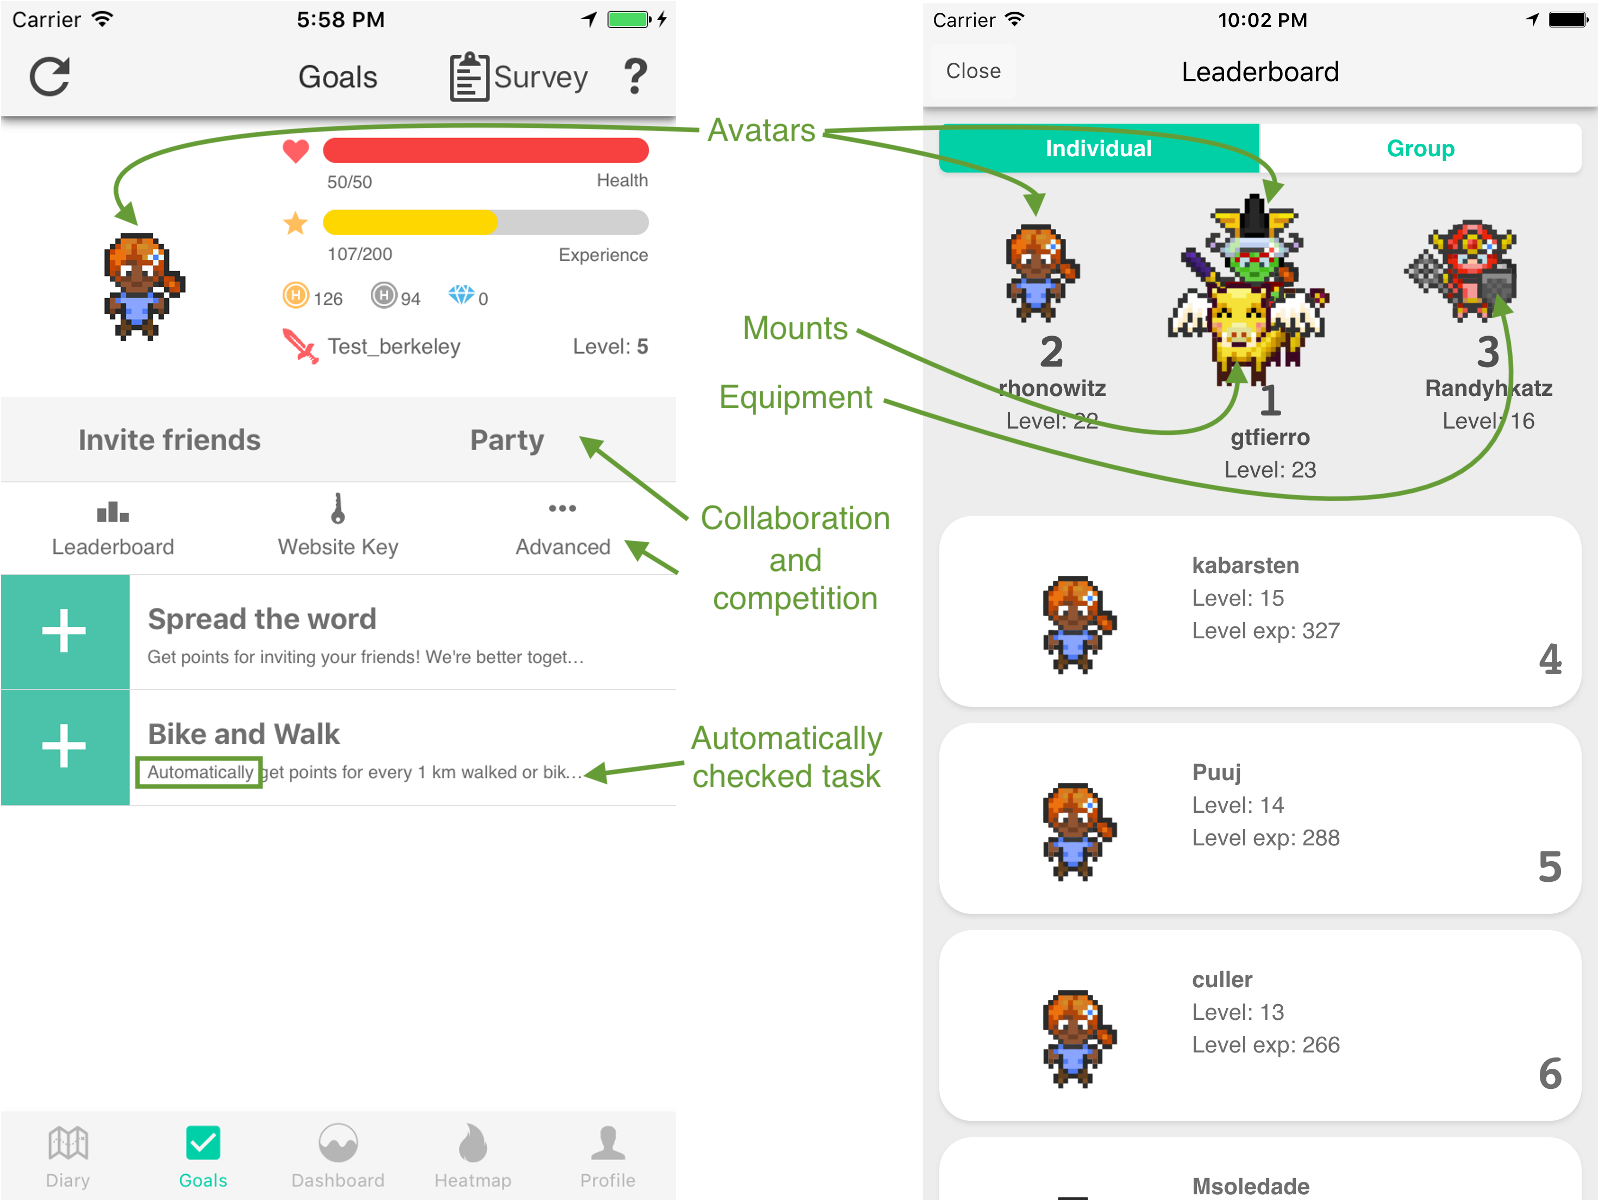 Carrier 5:58 PM
Goals Survey ?
50/50 Health
107/200 Experience
H 126 H 94 0
Test_berkeley Level: 5
Invite friends Party
Leaderboard Website Key Advanced
Spread the word
Get points for inviting your friends! We're better toget...
Bike and Walk
Automatically get points for every 1 km walked or bik...
Diary Goals Dashboard Heatmap Profile
Avatars
Mounts
Equipment
Collaboration
and
competition
Automatically
checked task
Carrier 10:02 PM
Close Leaderboard
Individual Group
2
rhonowitz
Level: 22
1
gtfierro
Level: 23
3
Randyhkatz
Level: 16
kabarsten
Level: 15
Level exp: 327
4
Puuj
Level: 14
Level exp: 288
5
culler
Level: 13
Level exp: 266
6
Msoledade